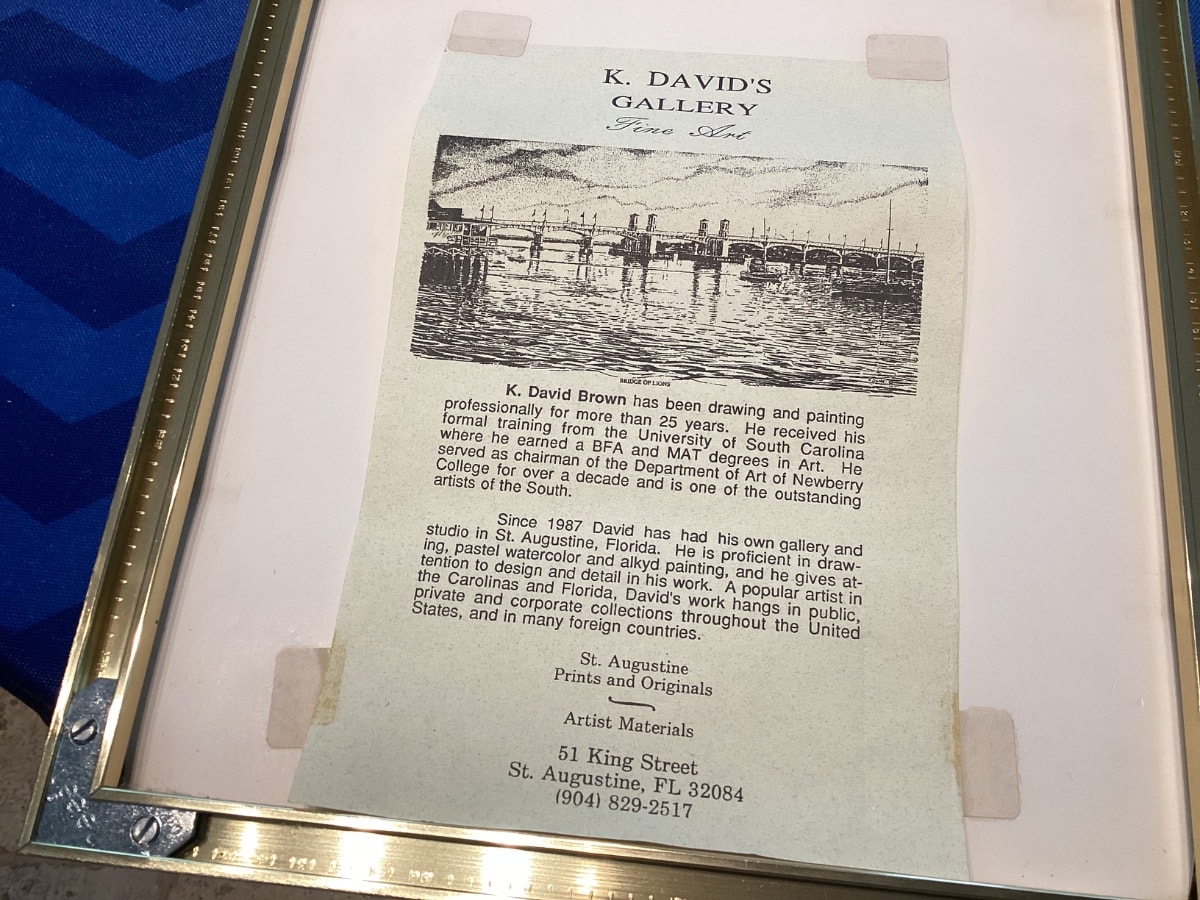 K. DAVID'S
GALLERY
Fine Art
BRIDGE OF LIONS
K. David Brown has been drawing and painting
professionally for more than 25 years. He received his
formal training from the University of South Carolina
where he earned a BFA and MAT degrees in Art. He
served as chairman of the Department of Art of Newberry
College for over a decade and is one of the outstanding
artists of the South.
Since 1987 David has had his own gallery and
studio in St. Augustine, Florida. He is proficient in draw-
ing, pastel watercolor and alkyd painting, and he gives at-
tention to design and detail in his work. A popular artist in
the Carolinas and Florida, David's work hangs in public,
private and corporate collections throughout the United
States, and in many foreign countries.
St. Augustine
Prints and Originals
Artist Materials
51 King Street
St. Augustine, FL 32084
(904) 829-2517